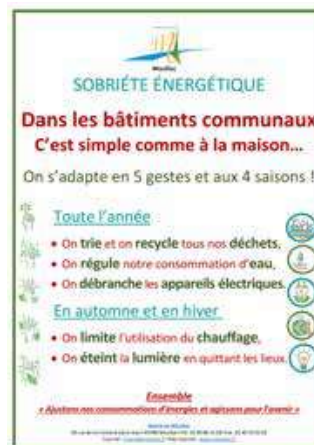 SOBRIÉTE ÉNERGÉTIQUE
Dans les bâtiments communaux
C'est simple comme à la maison…
On s'adapte en 5 gestes et aux 4 saisons !
Toute l'année
• On trie et on recycle tous nos déchets,
• On régule notre consommation d'eau,
• On débranche les appareils électriques.
En automne et en hiver
• On limite l'utilisation du chauffage,
• On éteint la lumière en quittant les lieux.
Ensemble
« Ajustons nos consommations d'énergies et agissons pour l'avenir »